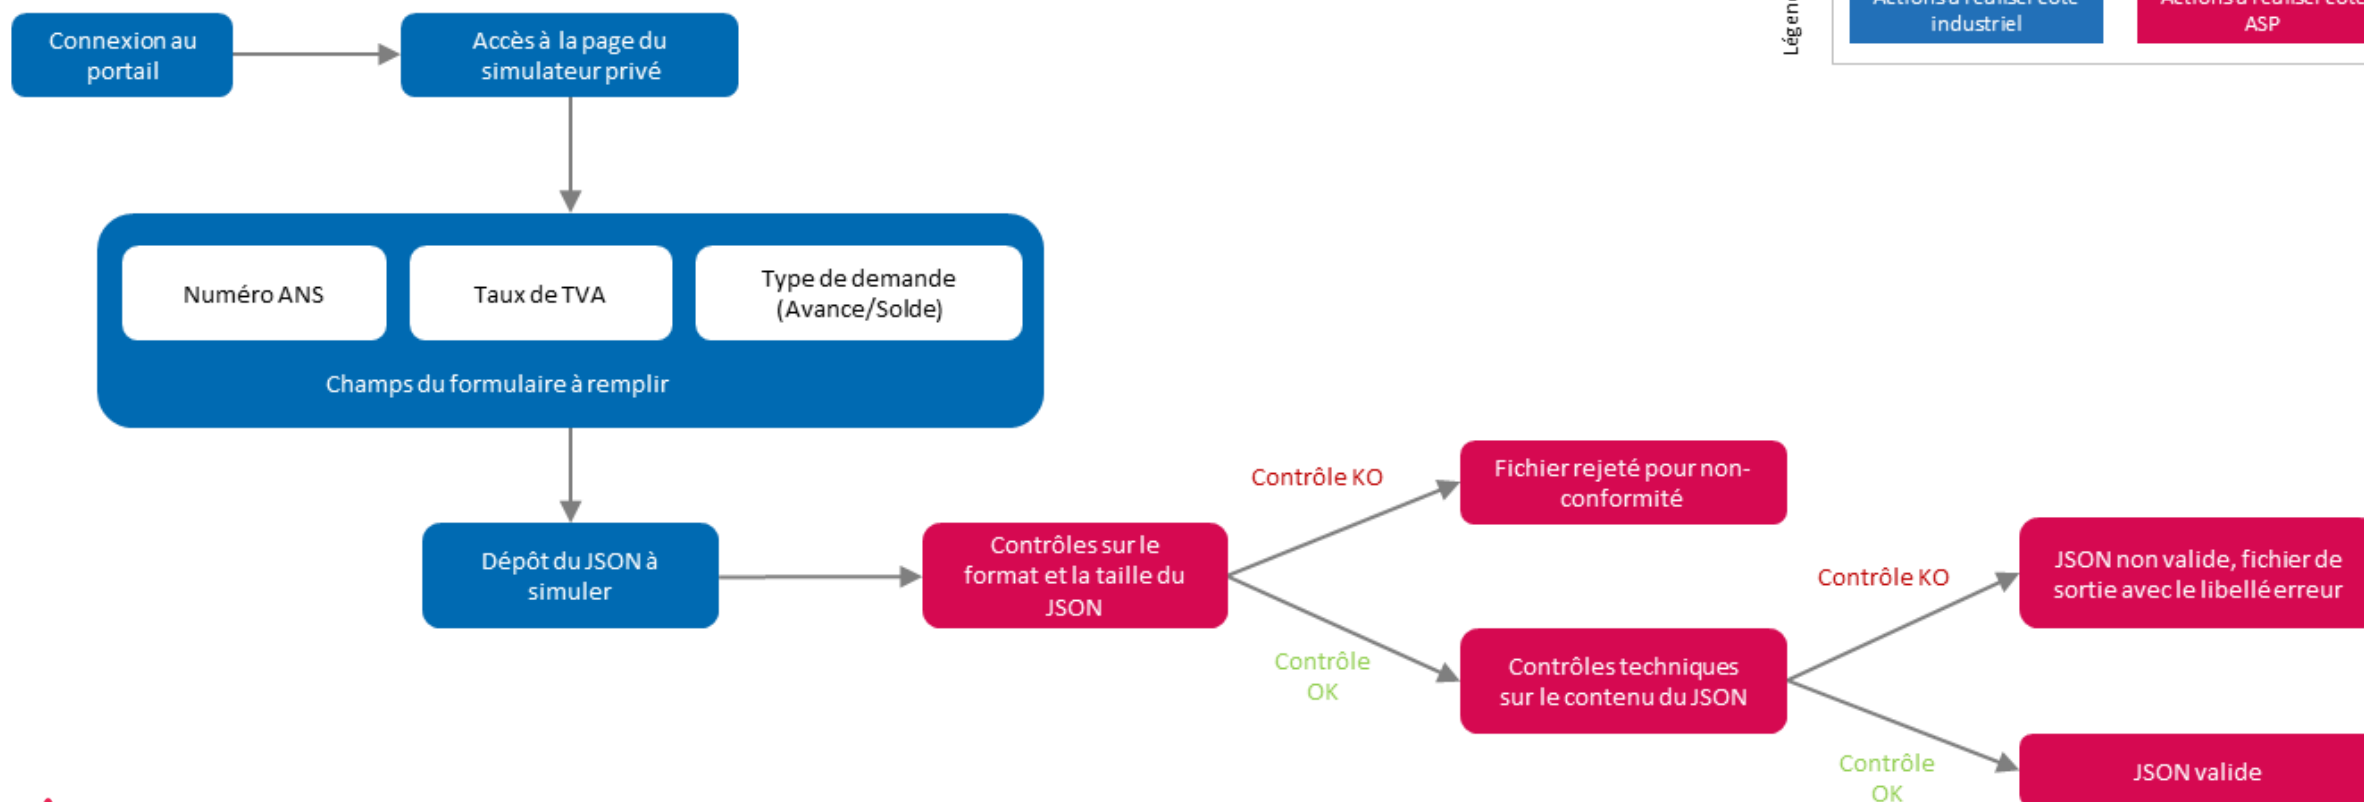 Connexion au
portail
Accès à la page du
simulateur privé
industriel
ASP
Numéro ANS
Taux de TVA
Type de demande
(Avance/Solde)
Champs du formulaire à remplir
Dépôt du JSON à
simuler
Contrôles sur le
format et la taille du
JSON
Contrôle KO
Contrôle
OK
Fichier rejeté pour non-
conformité
Contrôles techniques
sur le contenu du JSON
Contrôle KO
Contrôle
OK
JSON non valide, fichier de
sortie avec le libellé erreur
JSON valide